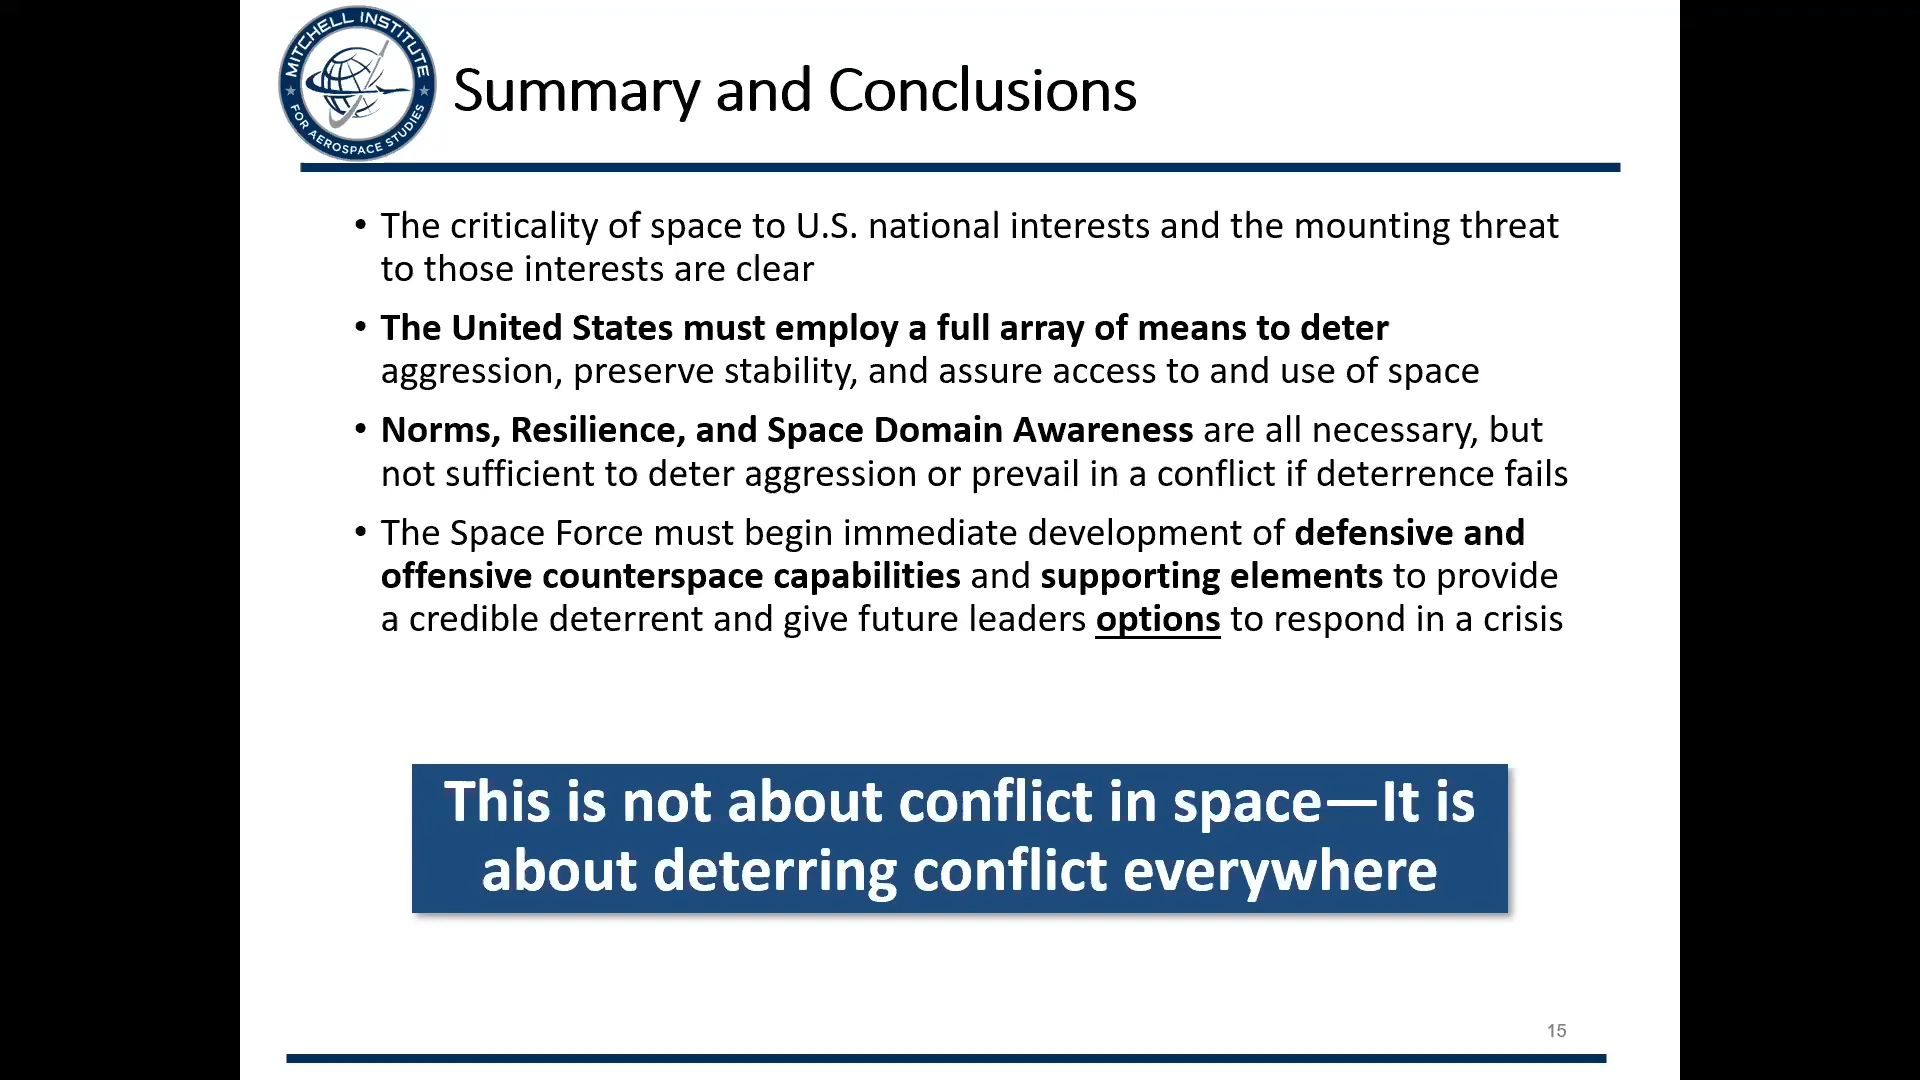 MITCHELL INSTITUTE
FOR AEROSPACE STUDIES
Summary and Conclusions
• The criticality of space to U.S. national interests and the mounting threat
to those interests are clear
• The United States must employ a full array of means to deter
aggression, preserve stability, and assure access to and use of space
• Norms, Resilience, and Space Domain Awareness are all necessary, but
not sufficient to deter aggression or prevail in a conflict if deterrence fails
• The Space Force must begin immediate development of defensive and
offensive counterspace capabilities and supporting elements to provide
a credible deterrent and give future leaders options to respond in a crisis
This is not about conflict in space—It is
about deterring conflict everywhere
15